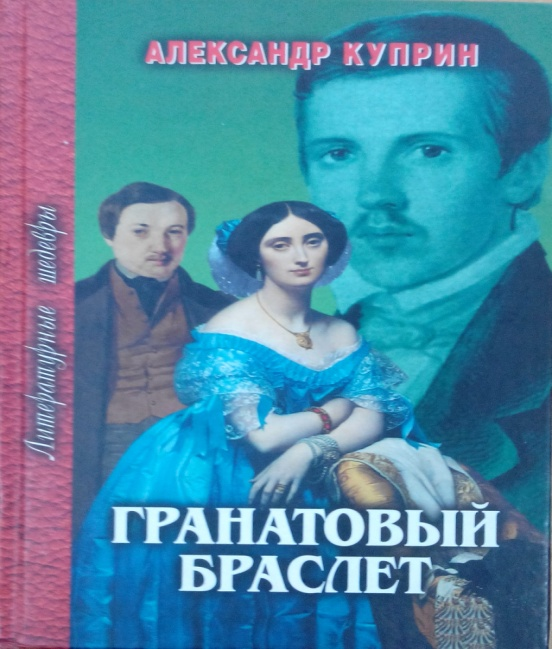 АЛЕКСАНДР КУПРИН
Литературные шедевры
ГРАНАТОВЫЙ
БРАСЛЕТ